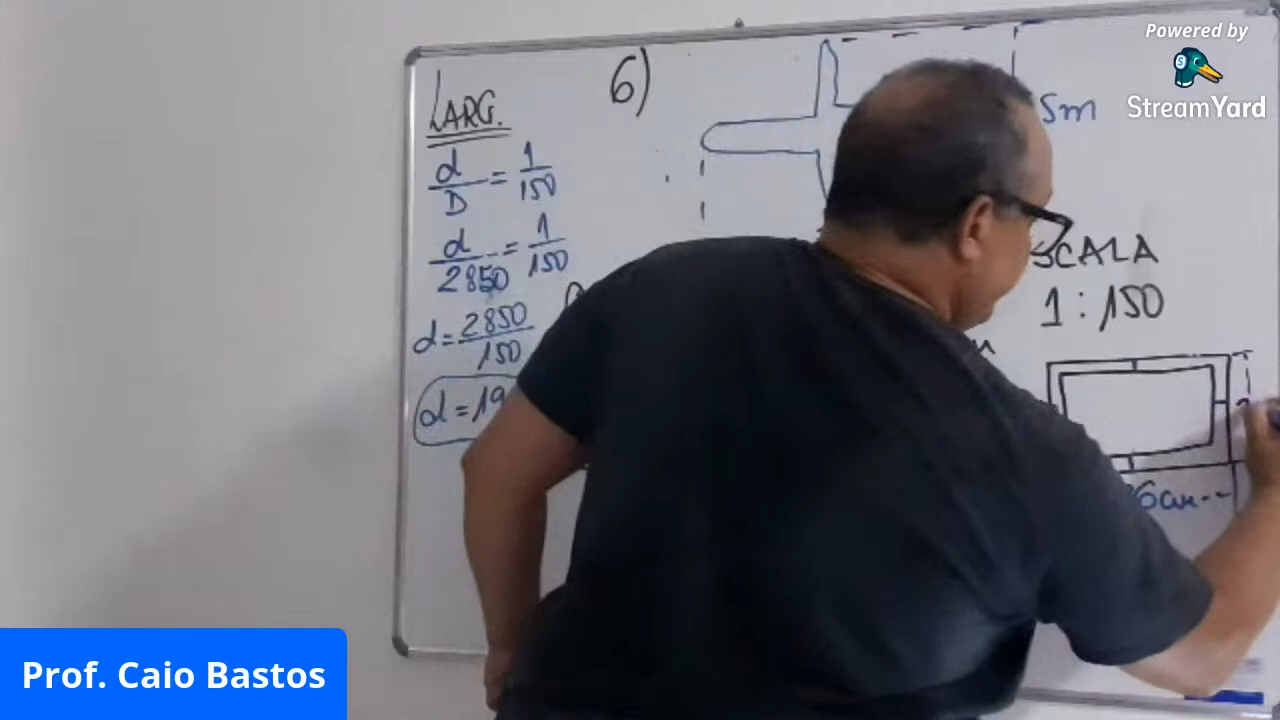 Powered by
StreamYard
LARG.
6)
d/D = 1/150
d/2850 = 1/150
d = 2850/150
d = 19
5m
SCALA
1 : 150
6cm
Prof. Caio Bastos